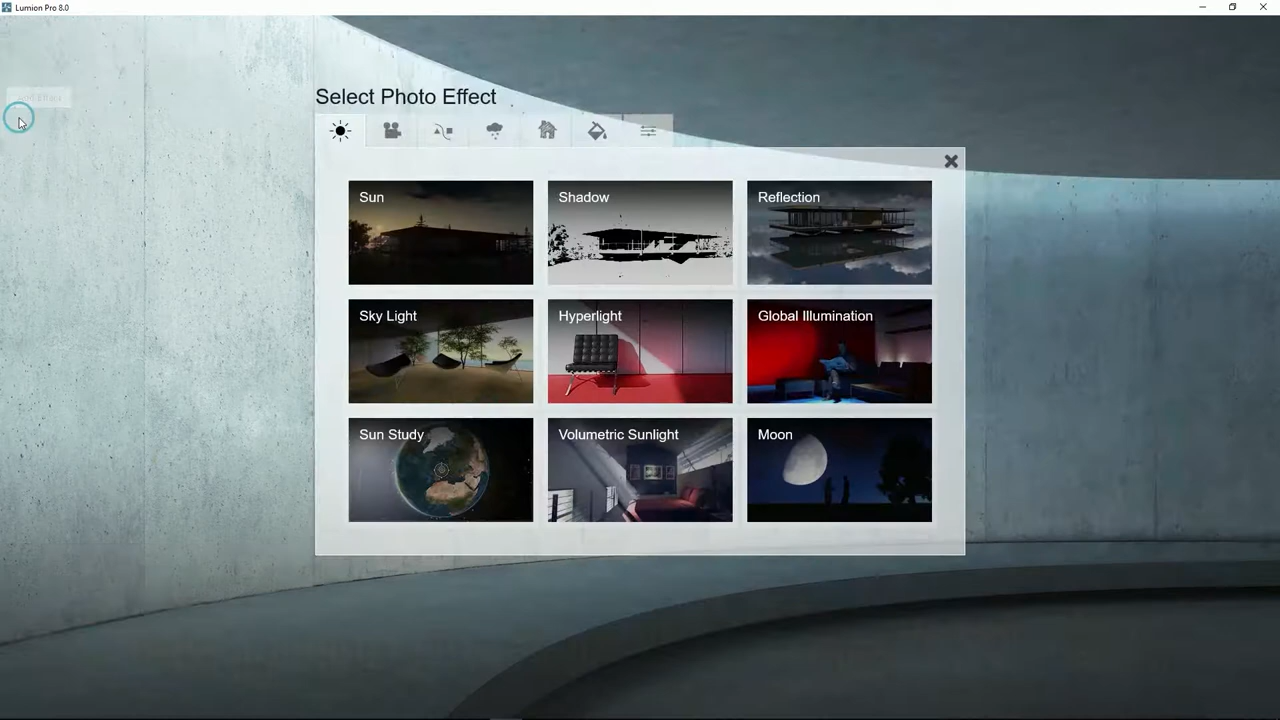 Lumion Pro 8.0
Select Photo Effect
Sun
Shadow
Reflection
Sky Light
Hyperlight
Global Illumination
Sun Study
Volumetric Sunlight
Moon